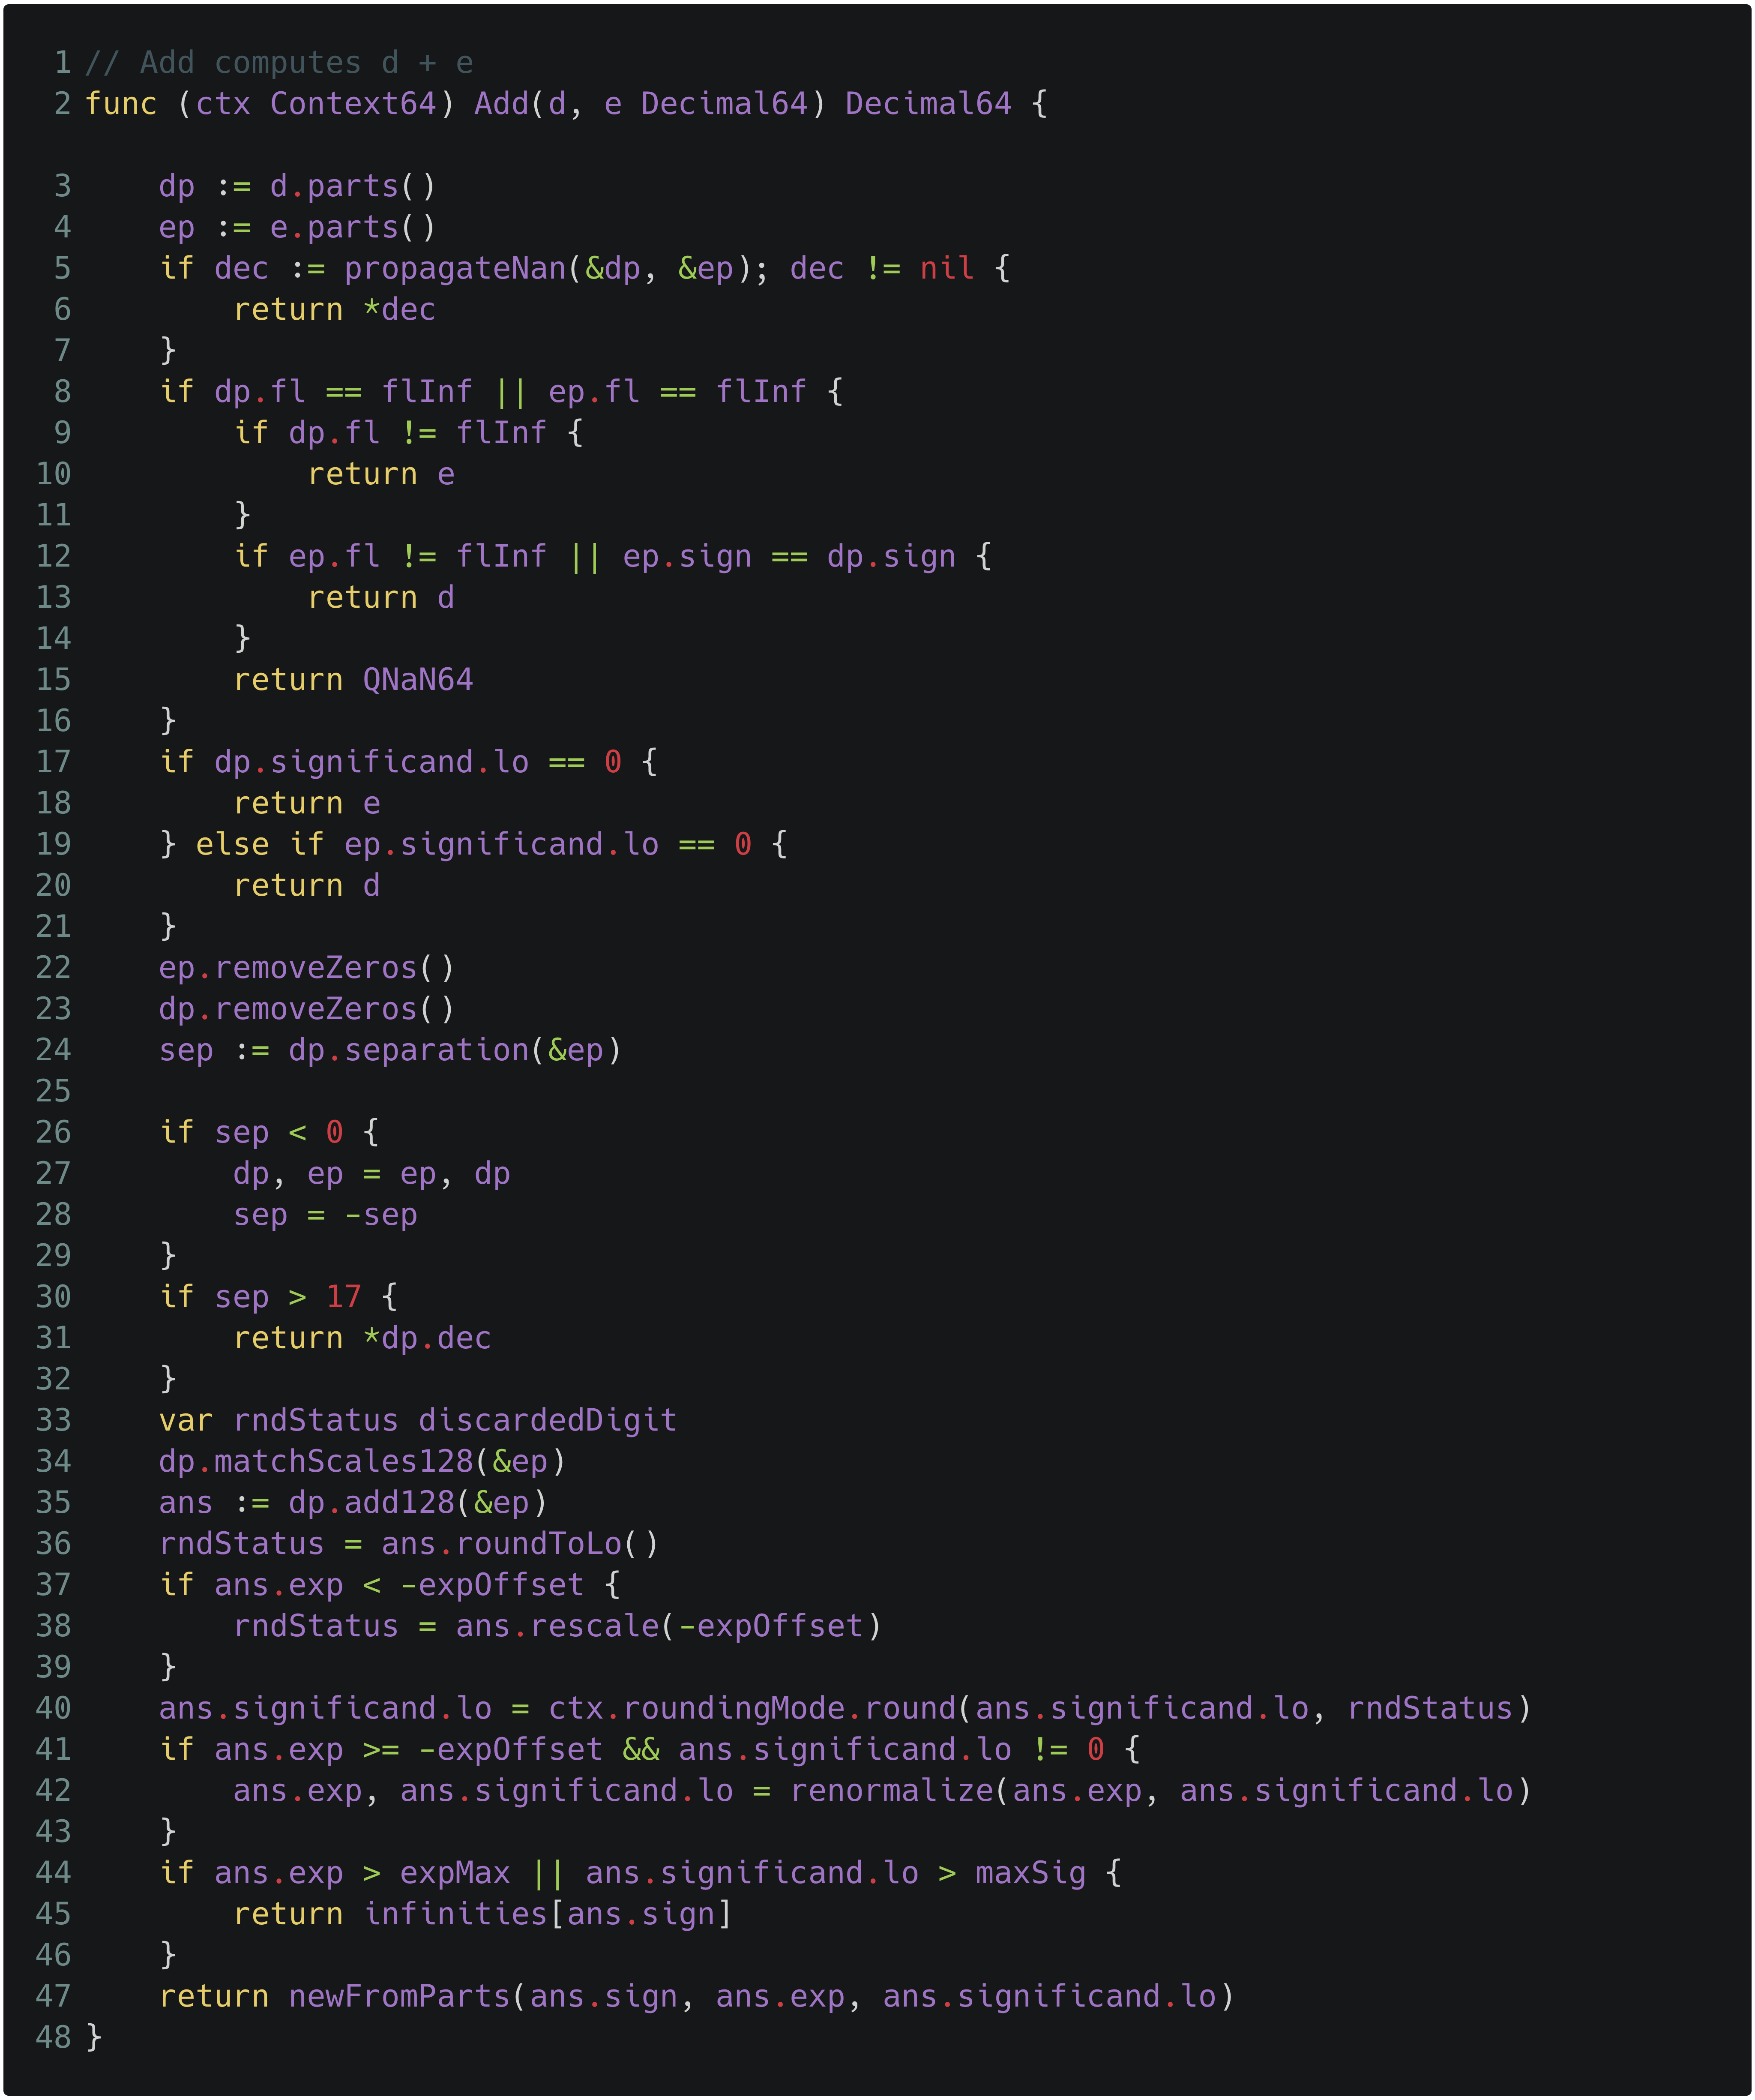 1 // Add computes d + e
2 func (ctx Context64) Add(d, e Decimal64) Decimal64 {
3     dp := d.parts()
4     ep := e.parts()
5     if dec := propagateNan(&dp, &ep); dec != nil {
6         return *dec
7     }
8     if dp.fl == flInf || ep.fl == flInf {
9         if dp.fl != flInf {
10             return e
11         }
12         if ep.fl != flInf || ep.sign == dp.sign {
13             return d
14         }
15         return QNaN64
16     }
17     if dp.significand.lo == 0 {
18         return e
19     } else if ep.significand.lo == 0 {
20         return d
21     }
22     ep.removeZeros()
23     dp.removeZeros()
24     sep := dp.separation(&ep)
25
26     if sep < 0 {
27         dp, ep = ep, dp
28         sep = -sep
29     }
30     if sep > 17 {
31         return *dp.dec
32     }
33     var rndStatus discardedDigit
34     dp.matchScales128(&ep)
35     ans := dp.add128(&ep)
36     rndStatus = ans.roundToLo()
37     if ans.exp < -expOffset {
38         rndStatus = ans.rescale(-expOffset)
39     }
40     ans.significand.lo = ctx.roundingMode.round(ans.significand.lo, rndStatus)
41     if ans.exp >= -expOffset && ans.significand.lo != 0 {
42         ans.exp, ans.significand.lo = renormalize(ans.exp, ans.significand.lo)
43     }
44     if ans.exp > expMax || ans.significand.lo > maxSig {
45         return infinities[ans.sign]
46     }
47     return newFromParts(ans.sign, ans.exp, ans.significand.lo)
48 }